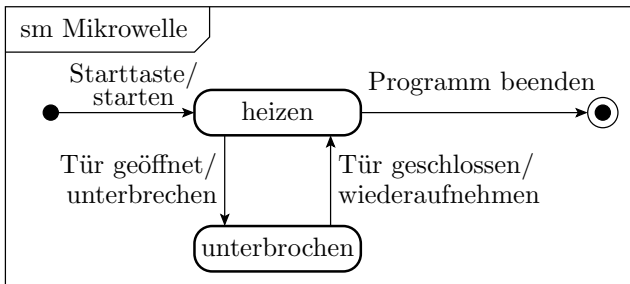 sm Mikrowelle
Starttaste/
starten
Programm beenden
heizen
Tür geöffnet/
unterbrechen
Tür geschlossen/
wiederaufnehmen
unterbrochen